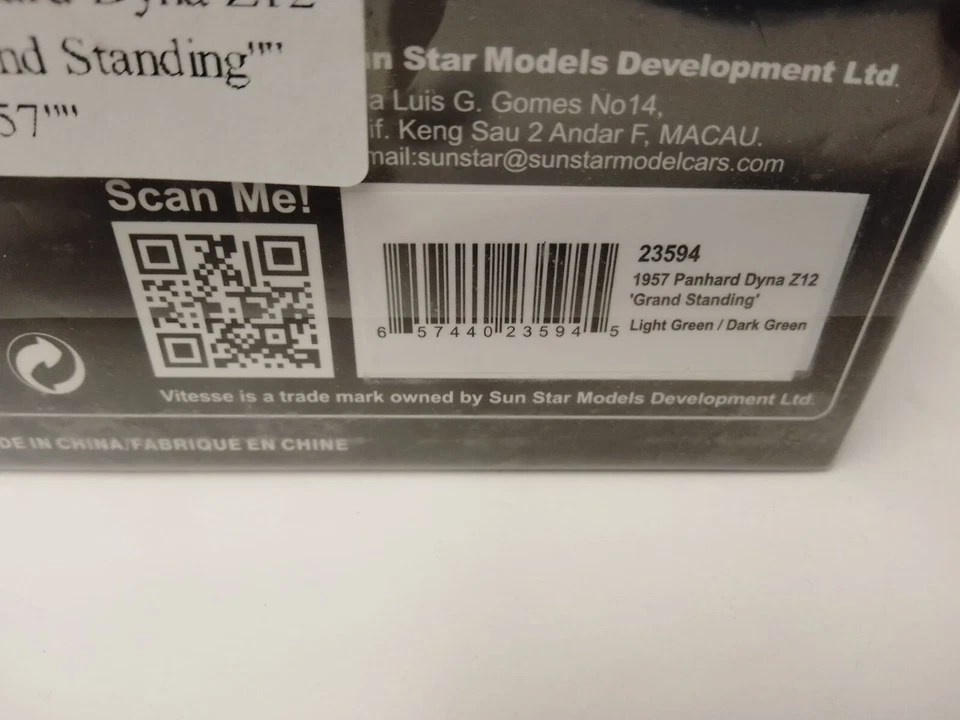 Dyna Z12
Standing""
57""
Star Models Development Ltd.
Luis G. Gomes No14,
Keng Sau 2 Andar F, MACAU.
mail:sunstar@sunstarmodelcars.com
Scan Me!
23594
1957 Panhard Dyna Z12
'Grand Standing'
Light Green / Dark Green
6 57440 23594 5
Vitesse is a trade mark owned by Sun Star Models Development Ltd.
DE IN CHINA/FABRIQUE EN CHINE